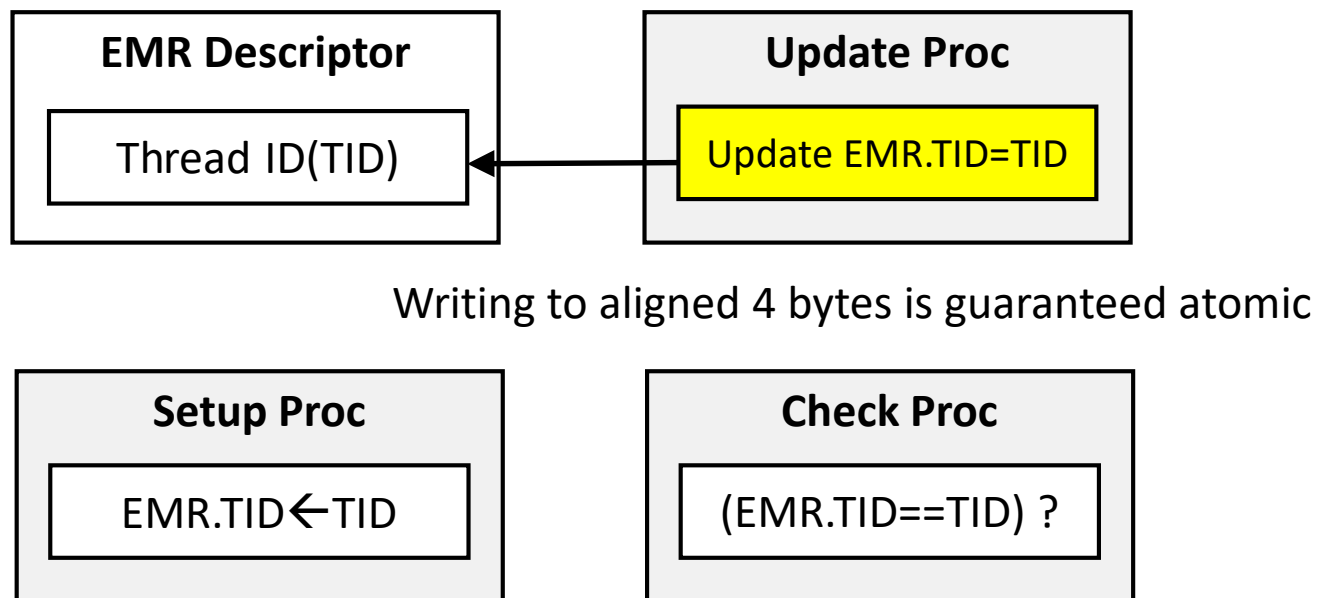 EMR Descriptor
Thread ID(TID)
Update Proc
Update EMR.TID=TID
Writing to aligned 4 bytes is guaranteed atomic
Setup Proc
EMR.TID←TID
Check Proc
(EMR.TID==TID) ?